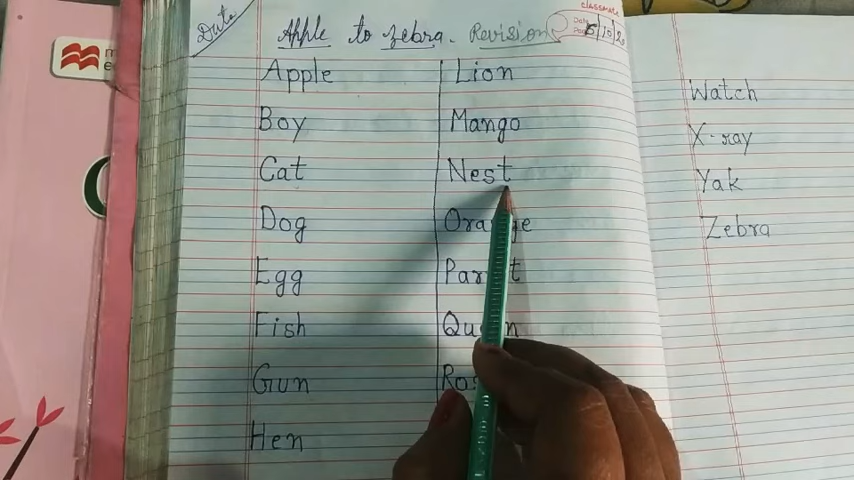 Date
Apple to zebra. Revision
CLASSMATE
Apple
Boy
Cat
Dog
Egg
Fish
Gun
Hen
Lion
Mango
Nest
Watch
X-ray
Yak
Zebra